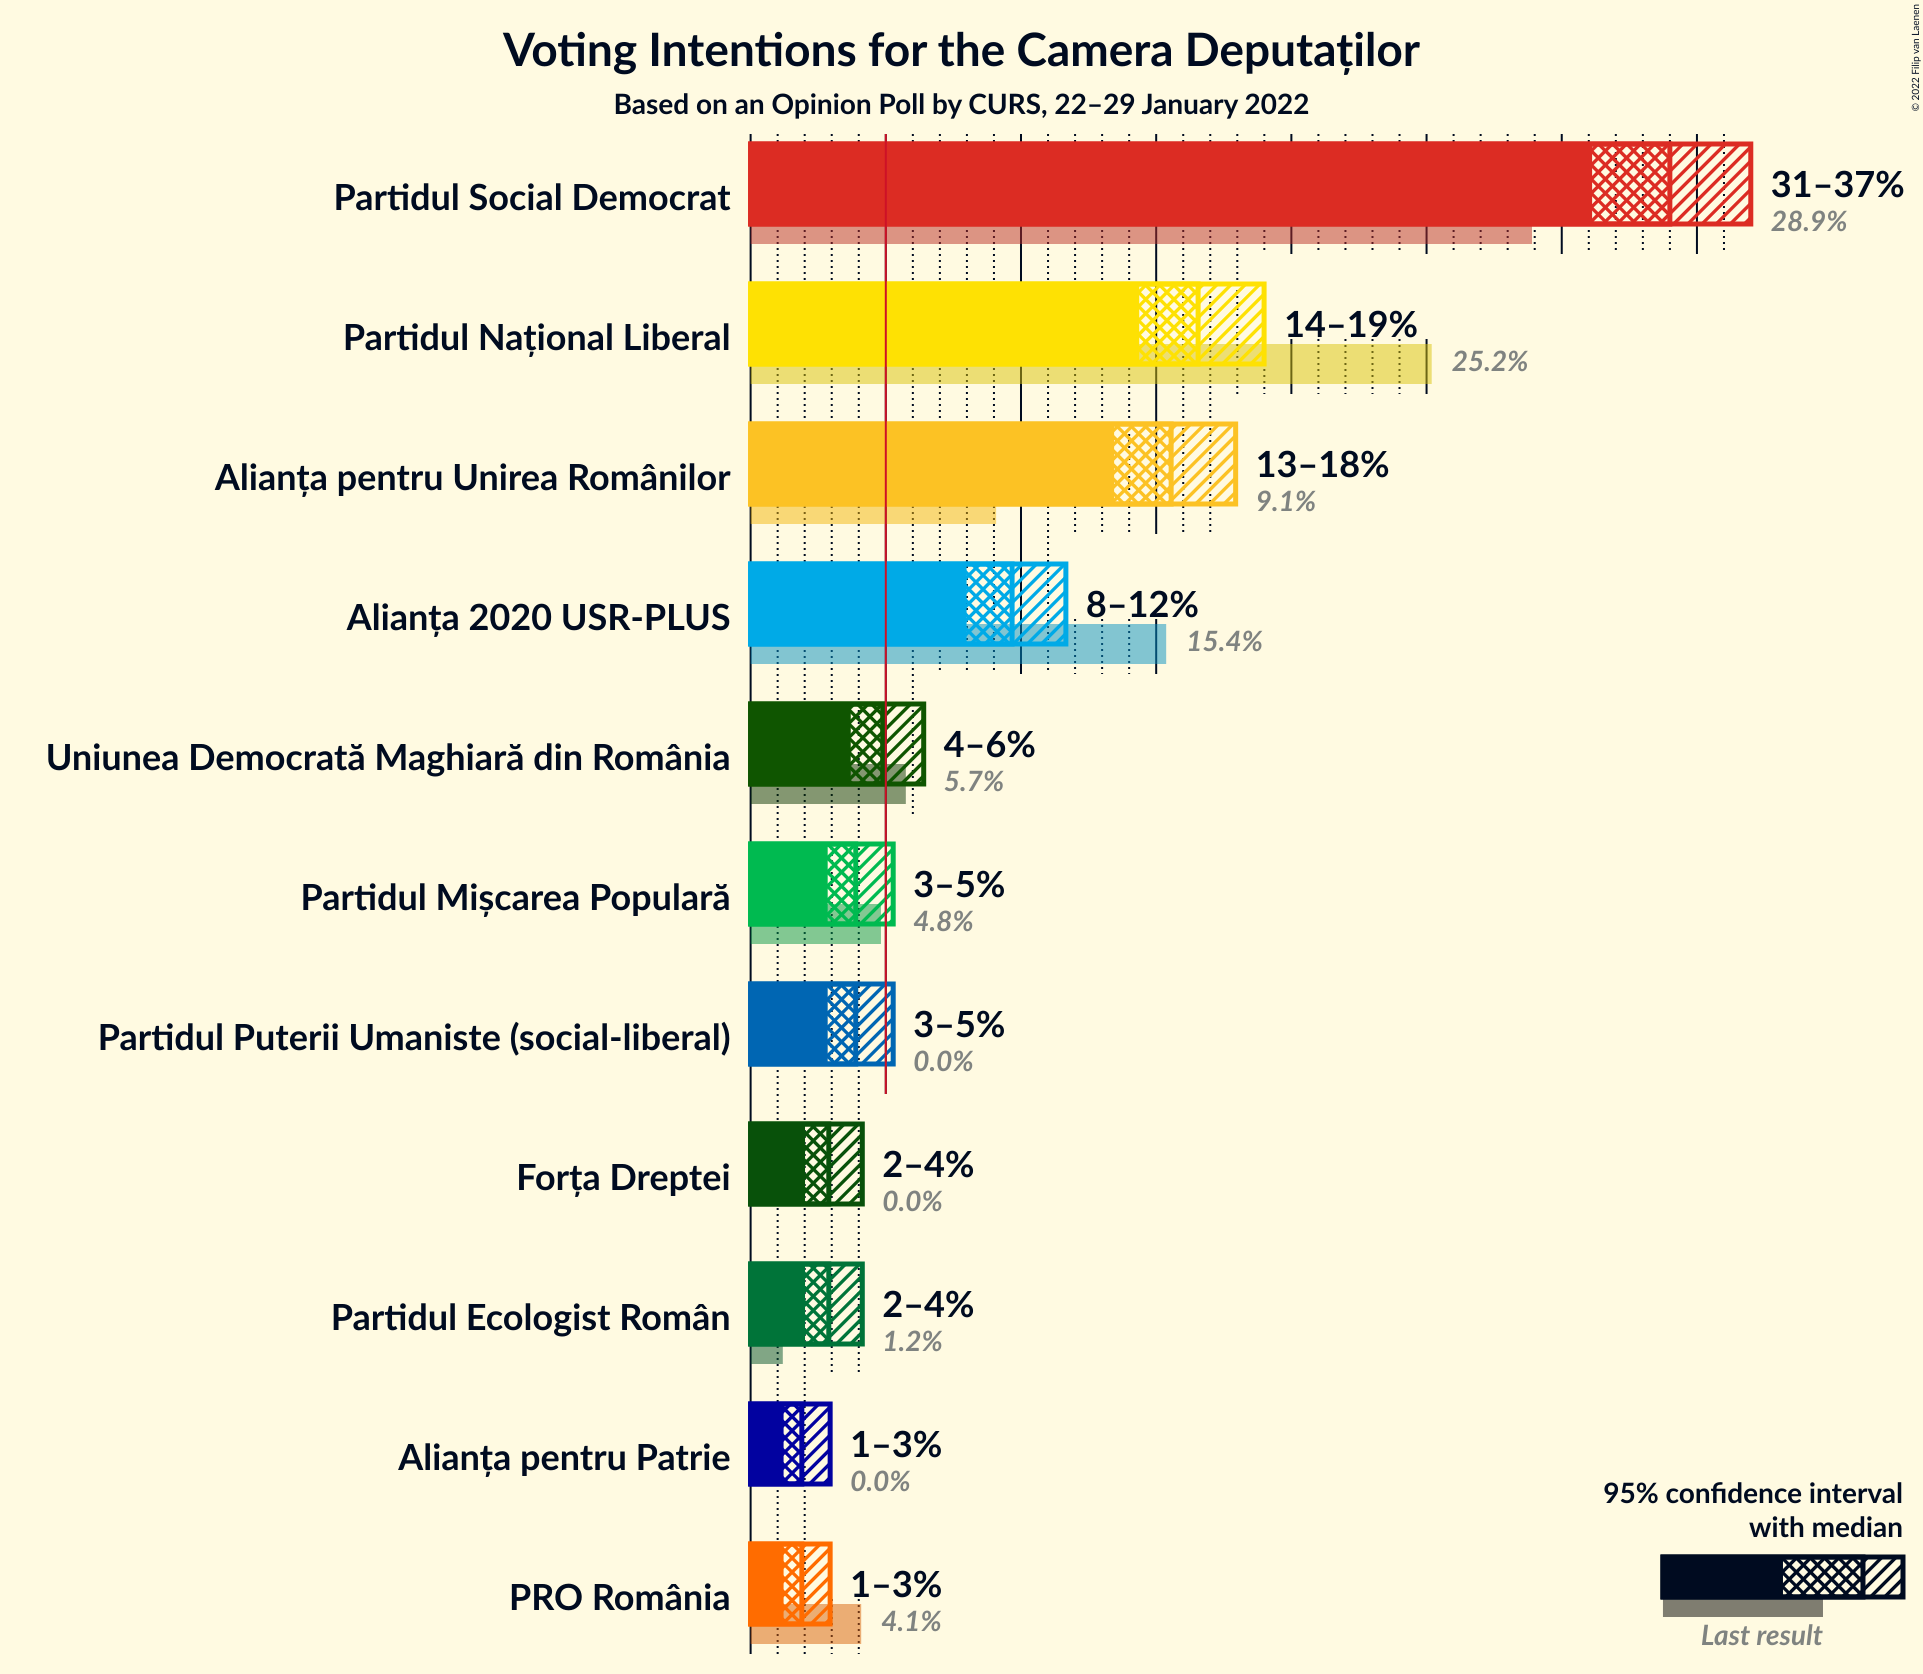 Voting Intentions for the Camera Deputaților
Based on an Opinion Poll by CURS, 22–29 January 2022
© 2022 Filip van Laenen
Partidul Social Democrat
31–37%
28.9%
Partidul Național Liberal
14–19%
25.2%
Alianța pentru Unirea Românilor
13–18%
9.1%
Alianța 2020 USR-PLUS
8–12%
15.4%
Uniunea Democrată Maghiară din România
4–6%
5.7%
Partidul Mișcarea Populară
3–5%
4.8%
Partidul Puterii Umaniste (social-liberal)
3–5%
0.0%
Forța Dreptei
2–4%
0.0%
Partidul Ecologist Român
2–4%
1.2%
Alianța pentru Patrie
1–3%
0.0%
PRO România
1–3%
4.1%
95% confidence interval
with median
Last result